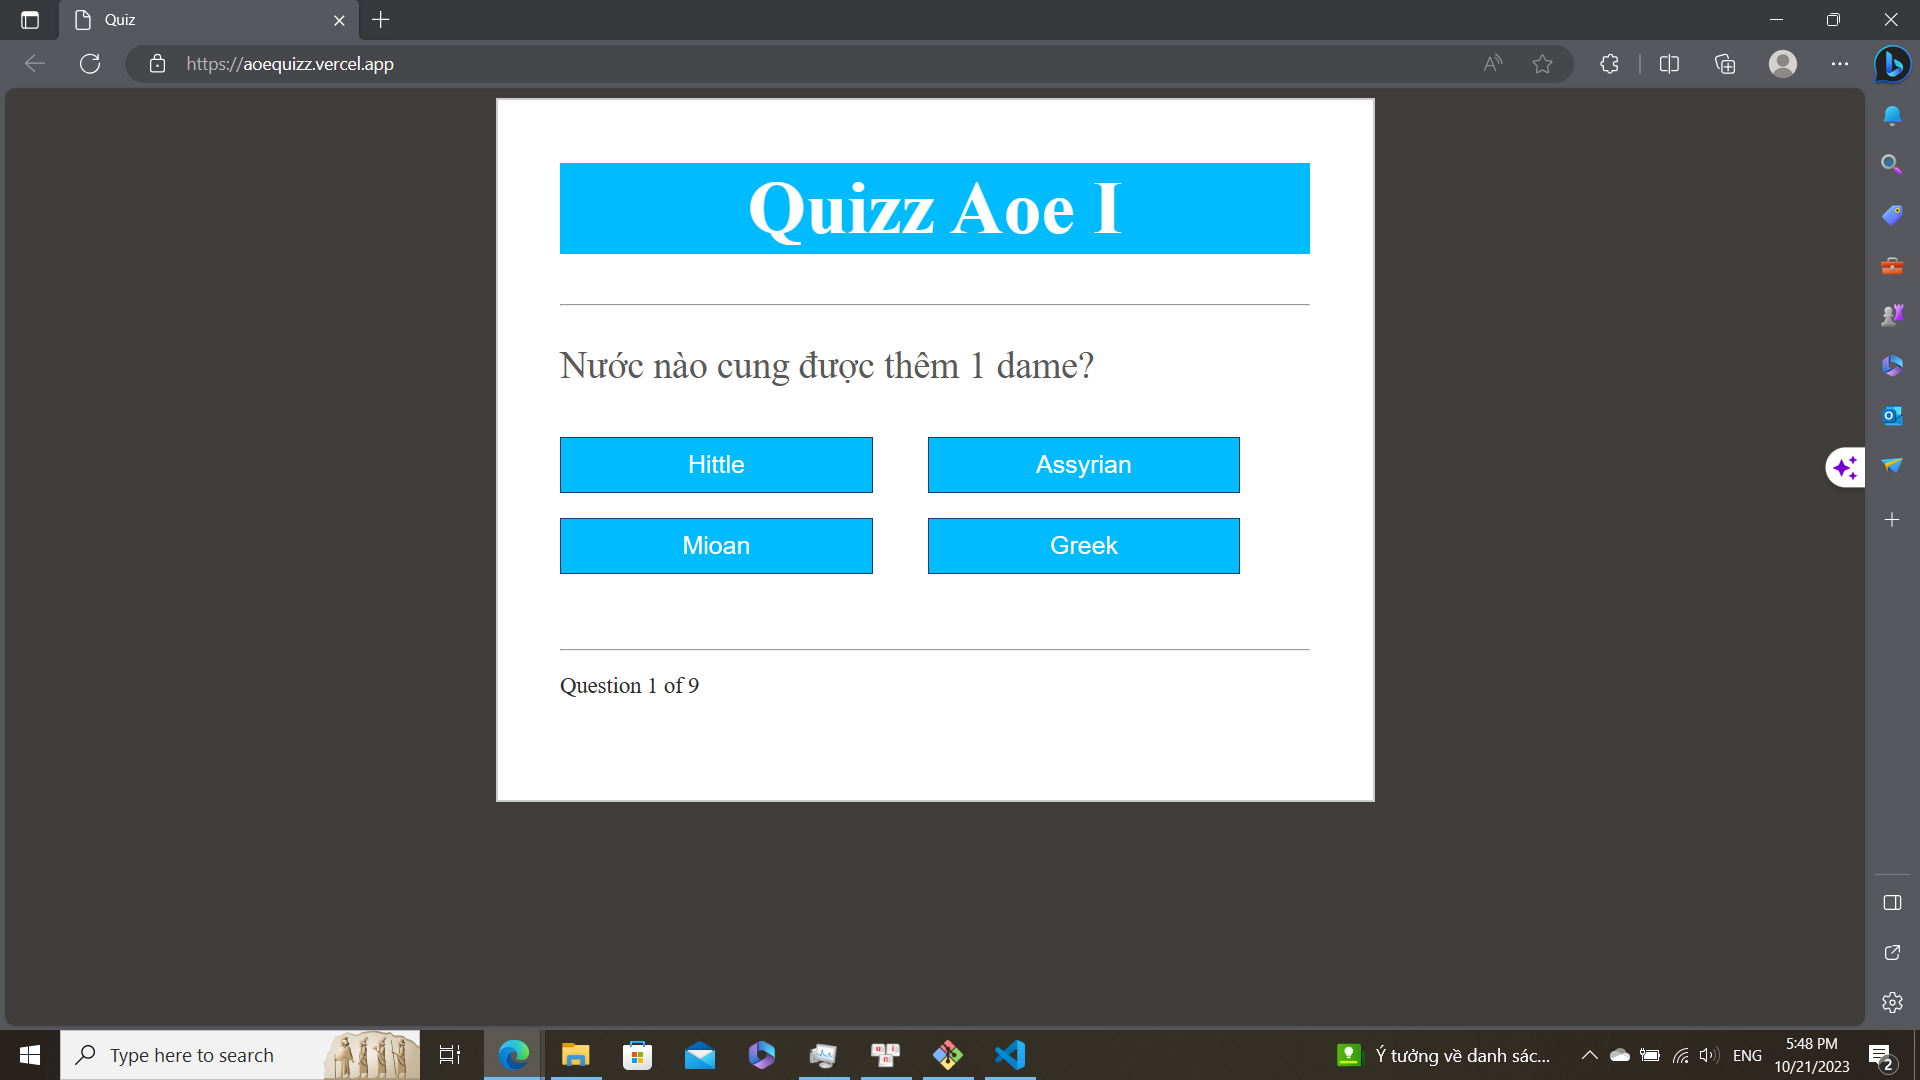 Quiz
https://aoequizz.vercel.app
Quizz Aoe I
Nước nào cung được thêm 1 dame?
Hittle
Assyrian
Mioan
Greek
Question 1 of 9
Type here to search
Ý tưởng về danh sác...
ENG
5:48 PM
10/21/2023
2